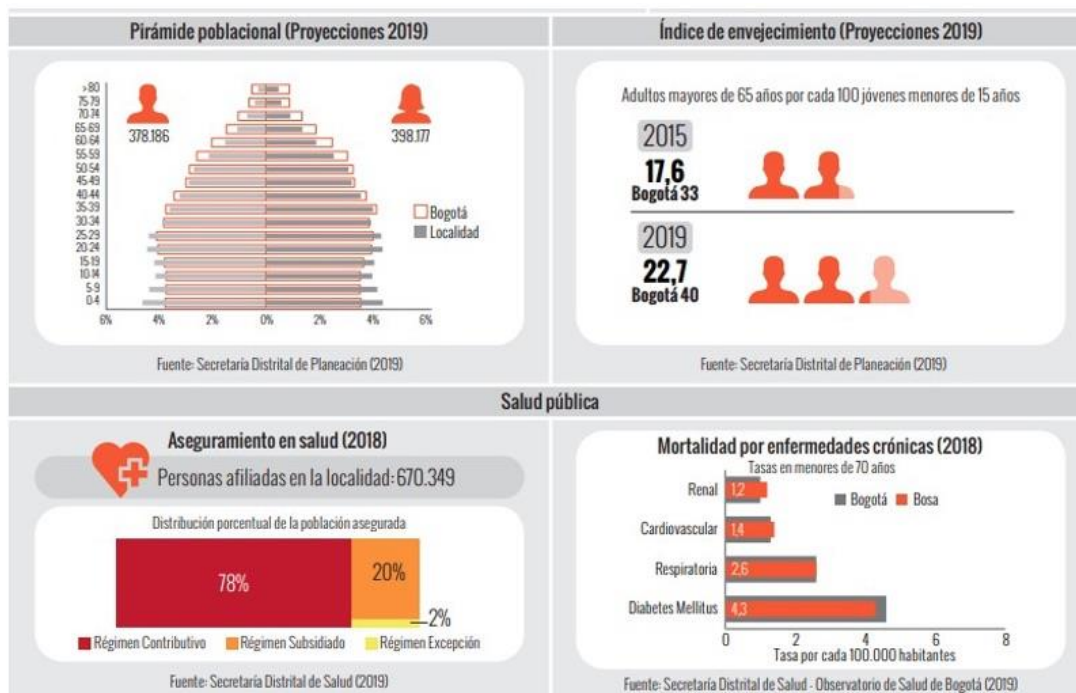 Pirámide poblacional (Proyecciones 2019)
>80
75-79
70-74
65-69
60-64
55-59
50-54
45-49
40-44
35-39
30-34
25-29
20-24
15-19
10-14
5-9
0-4
378.186
398.177
Bogotá
Localidad
6% 4% 2% 0% 2% 4% 6%
Fuente: Secretaría Distrital de Planeación (2019)
Índice de envejecimiento (Proyecciones 2019)
Adultos mayores de 65 años por cada 100 jóvenes menores de 15 años
2015
17,6
Bogotá 33
2019
22,7
Bogotá 40
Fuente: Secretaría Distrital de Planeación (2019)
Salud pública
Aseguramiento en salud (2018)
Personas afiliadas en la localidad: 670.349
Distribución porcentual de la población asegurada
78% 20%
2%
Régimen Contributivo Régimen Subsidiado Régimen Excepción
Fuente: Secretaría Distrital de Salud (2019)
Mortalidad por enfermedades crónicas (2018)
Tasas en menores de 70 años
Bogotá Bosa
Renal 1,2
Cardiovascular 1,4
Respiratoria 2,6
Diabetes Mellitus 4,3
0 2 4 6 8
Tasa por cada 100.000 habitantes
Fuente: Secretaría Distrital de Salud - Observatorio de Salud de Bogotá (2019)